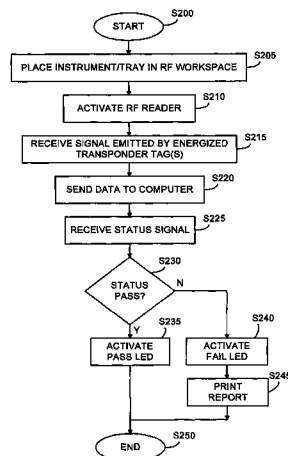 S200
START
S205
PLACE INSTRUMENT/TRAY IN RF WORKSPACE
S210
ACTIVATE RF READER
S215
RECEIVE SIGNAL EMITTED BY ENERGIZED
TRANSPONDER TAG(S)
S220
SEND DATA TO COMPUTER
S225
RECEIVE STATUS SIGNAL
S230
STATUS
PASS?
N
Y
S235
ACTIVATE
PASS LED
S240
ACTIVATE
FAIL LED
S245
PRINT
REPORT
END
S250